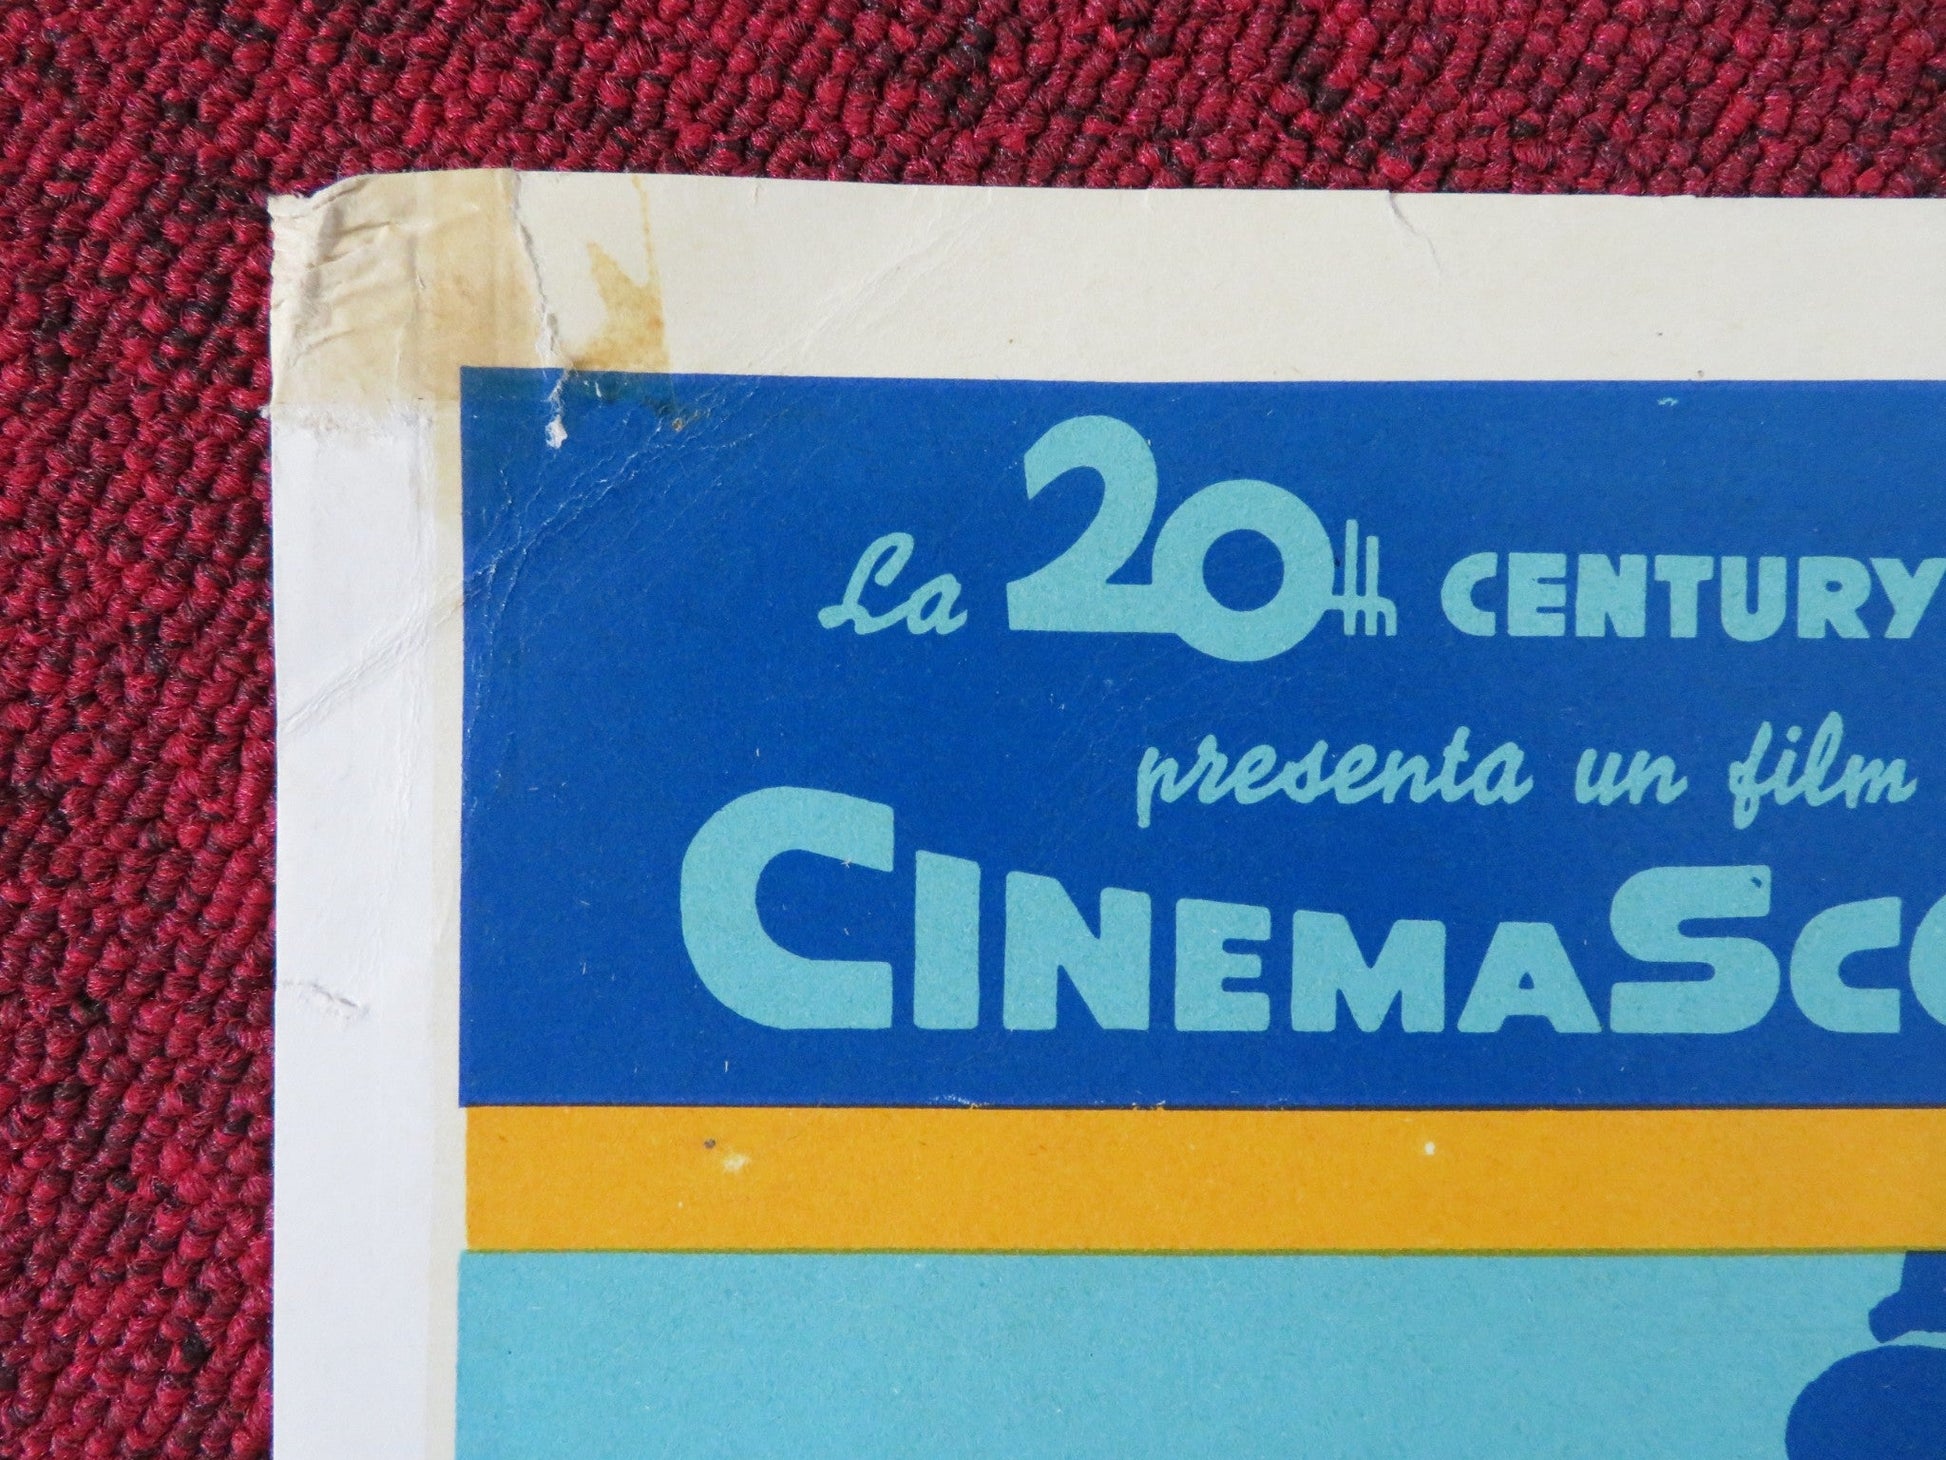 La 20th CENTURY
presenta un film
CINEMASC